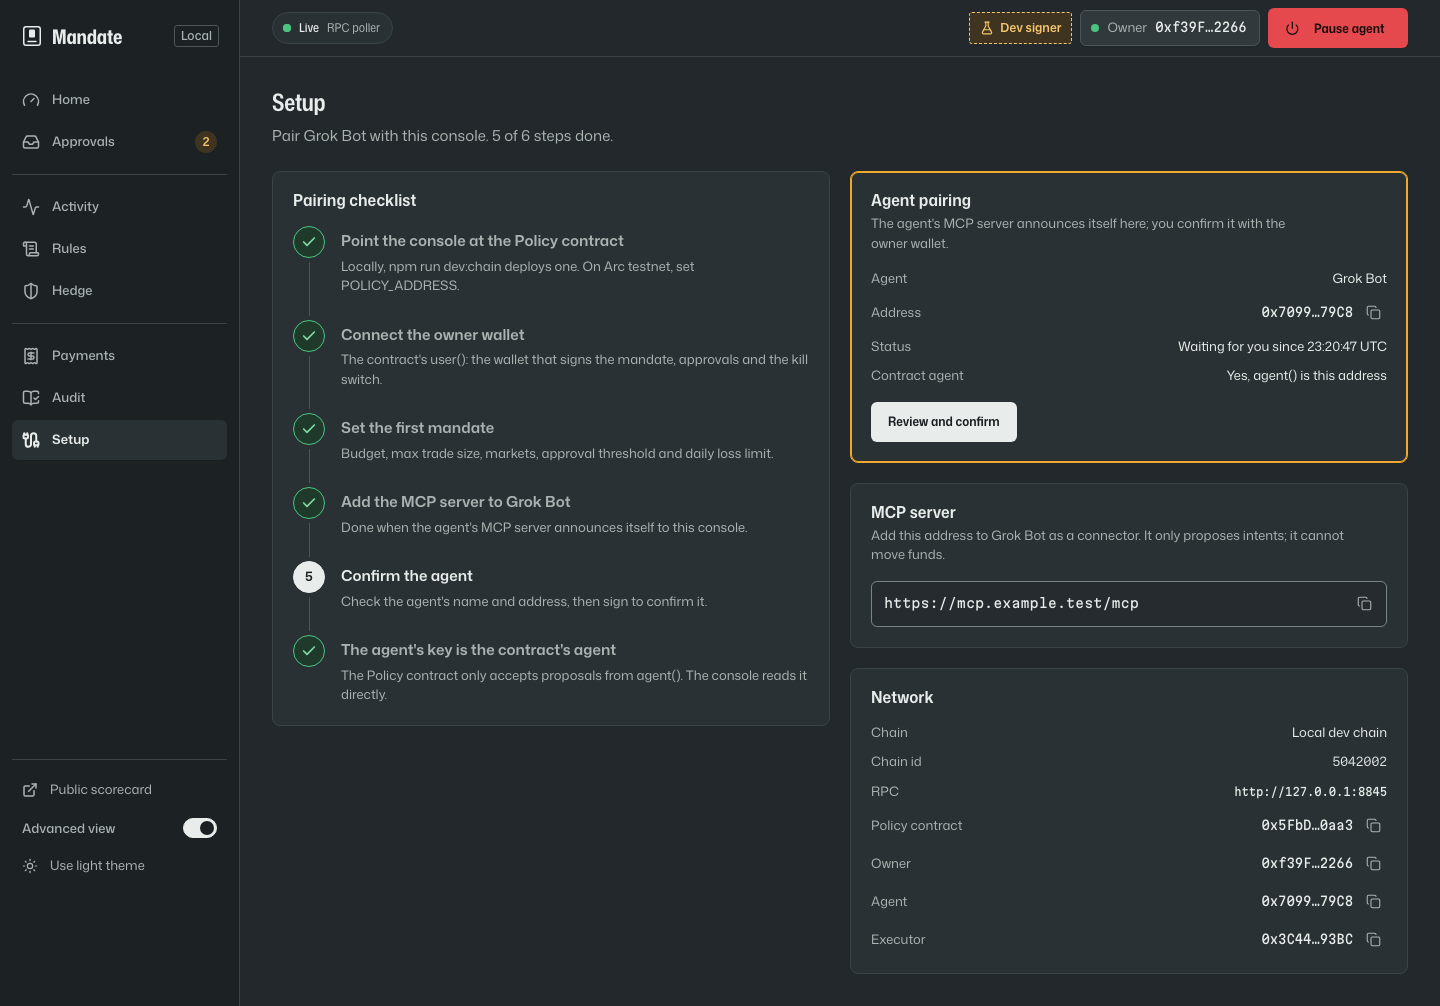 Mandate
Local
Home
Approvals
2
Activity
Rules
Hedge
Payments
Audit
Setup
Public scorecard
Advanced view
Use light theme
Live RPC poller
Dev signer
Owner 0xf39F…2266
Pause agent
Setup
Pair Grok Bot with this console. 5 of 6 steps done.
Pairing checklist
Point the console at the Policy contract
Locally, npm run dev:chain deploys one. On Arc testnet, set
POLICY_ADDRESS.
Connect the owner wallet
The contract's user(): the wallet that signs the mandate, approvals and the kill
switch.
Set the first mandate
Budget, max trade size, markets, approval threshold and daily loss limit.
Add the MCP server to Grok Bot
Done when the agent's MCP server announces itself to this console.
5
Confirm the agent
Check the agent's name and address, then sign to confirm it.
The agent's key is the contract's agent
The Policy contract only accepts proposals from agent(). The console reads it
directly.
Agent pairing
The agent's MCP server announces itself here; you confirm it with the
owner wallet.
Agent Grok Bot
Address 0x7099…79C8
Status Waiting for you since 23:20:47 UTC
Contract agent Yes, agent() is this address
Review and confirm
MCP server
Add this address to Grok Bot as a connector. It only proposes intents; it cannot
move funds.
https://mcp.example.test/mcp
Network
Chain Local dev chain
Chain id 5042002
RPC http://127.0.0.1:8845
Policy contract 0x5FbD…0aa3
Owner 0xf39F…2266
Agent 0x7099…79C8
Executor 0x3C44…93BC